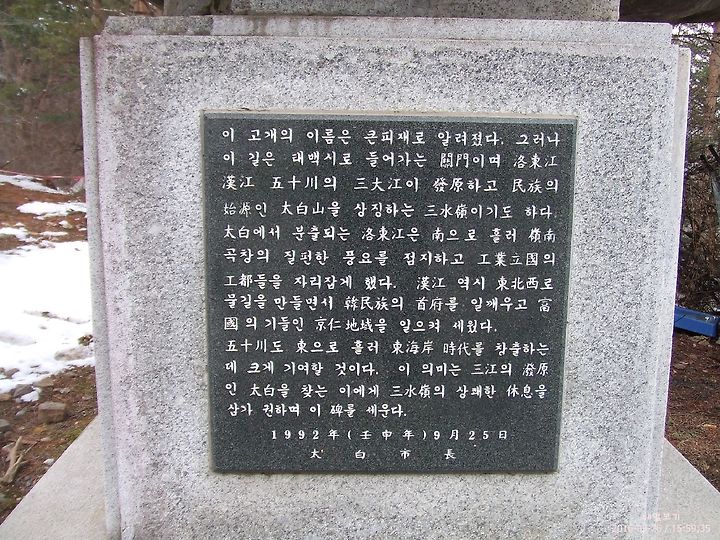 이 고개의 이름은 큰피재로 알려졌다. 그러나
이 길은 태백시로 들어가는 關門이며 洛東江
漢江 五十川의 三大江이 發原하고 民族의
始源인 太白山을 상징하는 三水嶺이기도 하다.
太白에서 분출되는 洛東江은 南으로 흘러 嶺南
곡창의 질펀한 풍요를 점지하고 工業立國의
工都들을 자리잡게 했다. 漢江 역시 東北西로
물길을 만들면서 韓民族의 首府를 일깨우고 富
國의 기틀인 京仁地域을 일으켜 세웠다.
五十川도 東으로 흘러 東海岸 時代를 창출하는
데 크게 기여할 것이다. 이 의미는 三江의 發原
인 太白을 찾는 이에게 三水嶺의 상쾌한 休息을
삼가 권하며 이 碑를 세운다.
1992年(壬申年)9月25日
太白市長